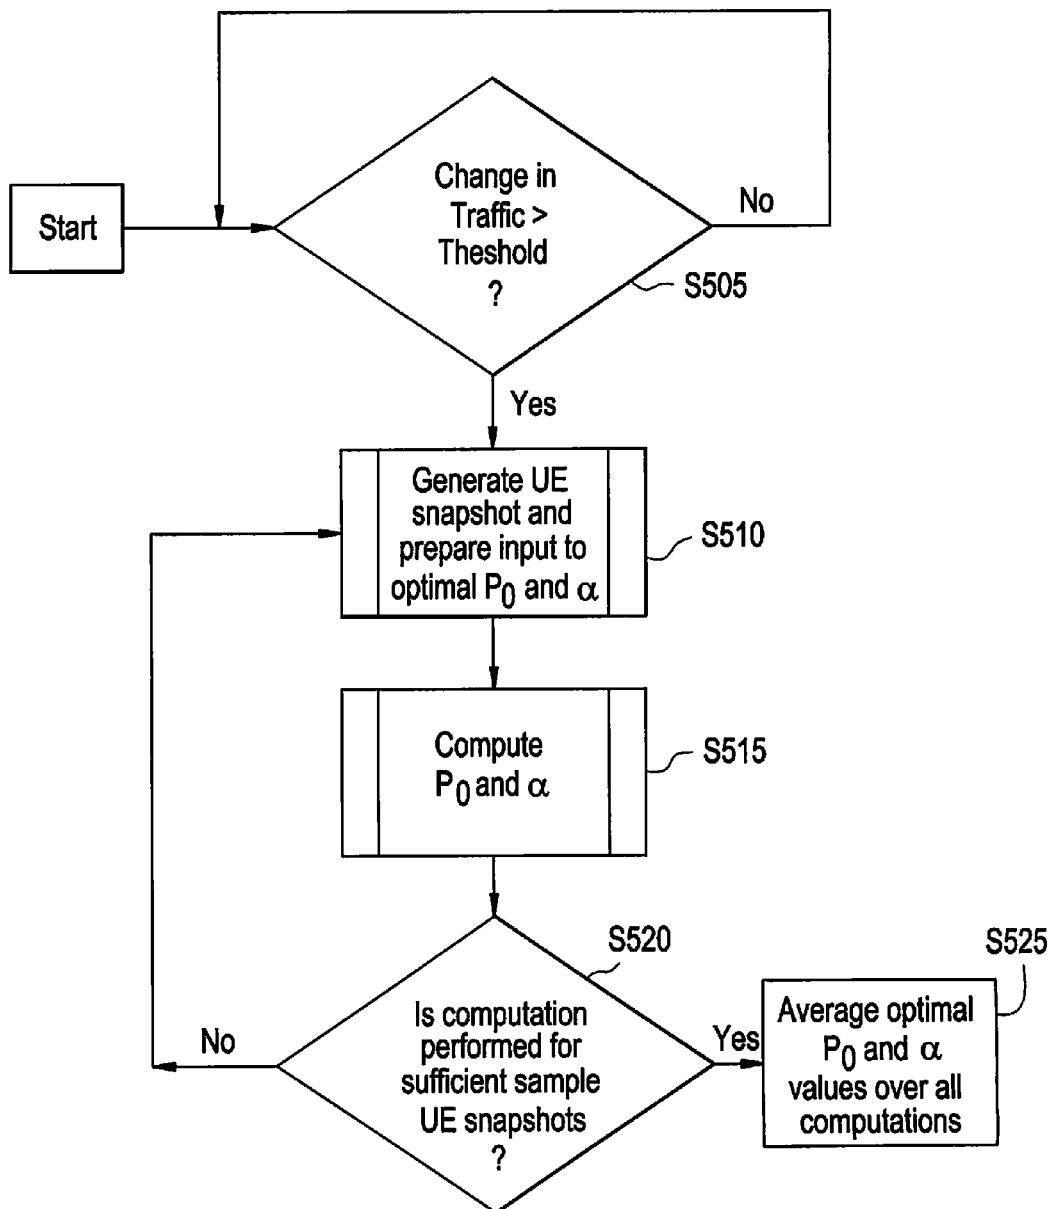 Start
Change in
Traffic >
Theshold
?
No
S505
Yes
Generate UE
snapshot and
prepare input to
optimal P0 and α
S510
Compute
P0 and α
S515
Is computation
performed for
sufficient sample
UE snapshots
?
S520
No
Yes
Average optimal
P0 and α
values over all
computations
S525